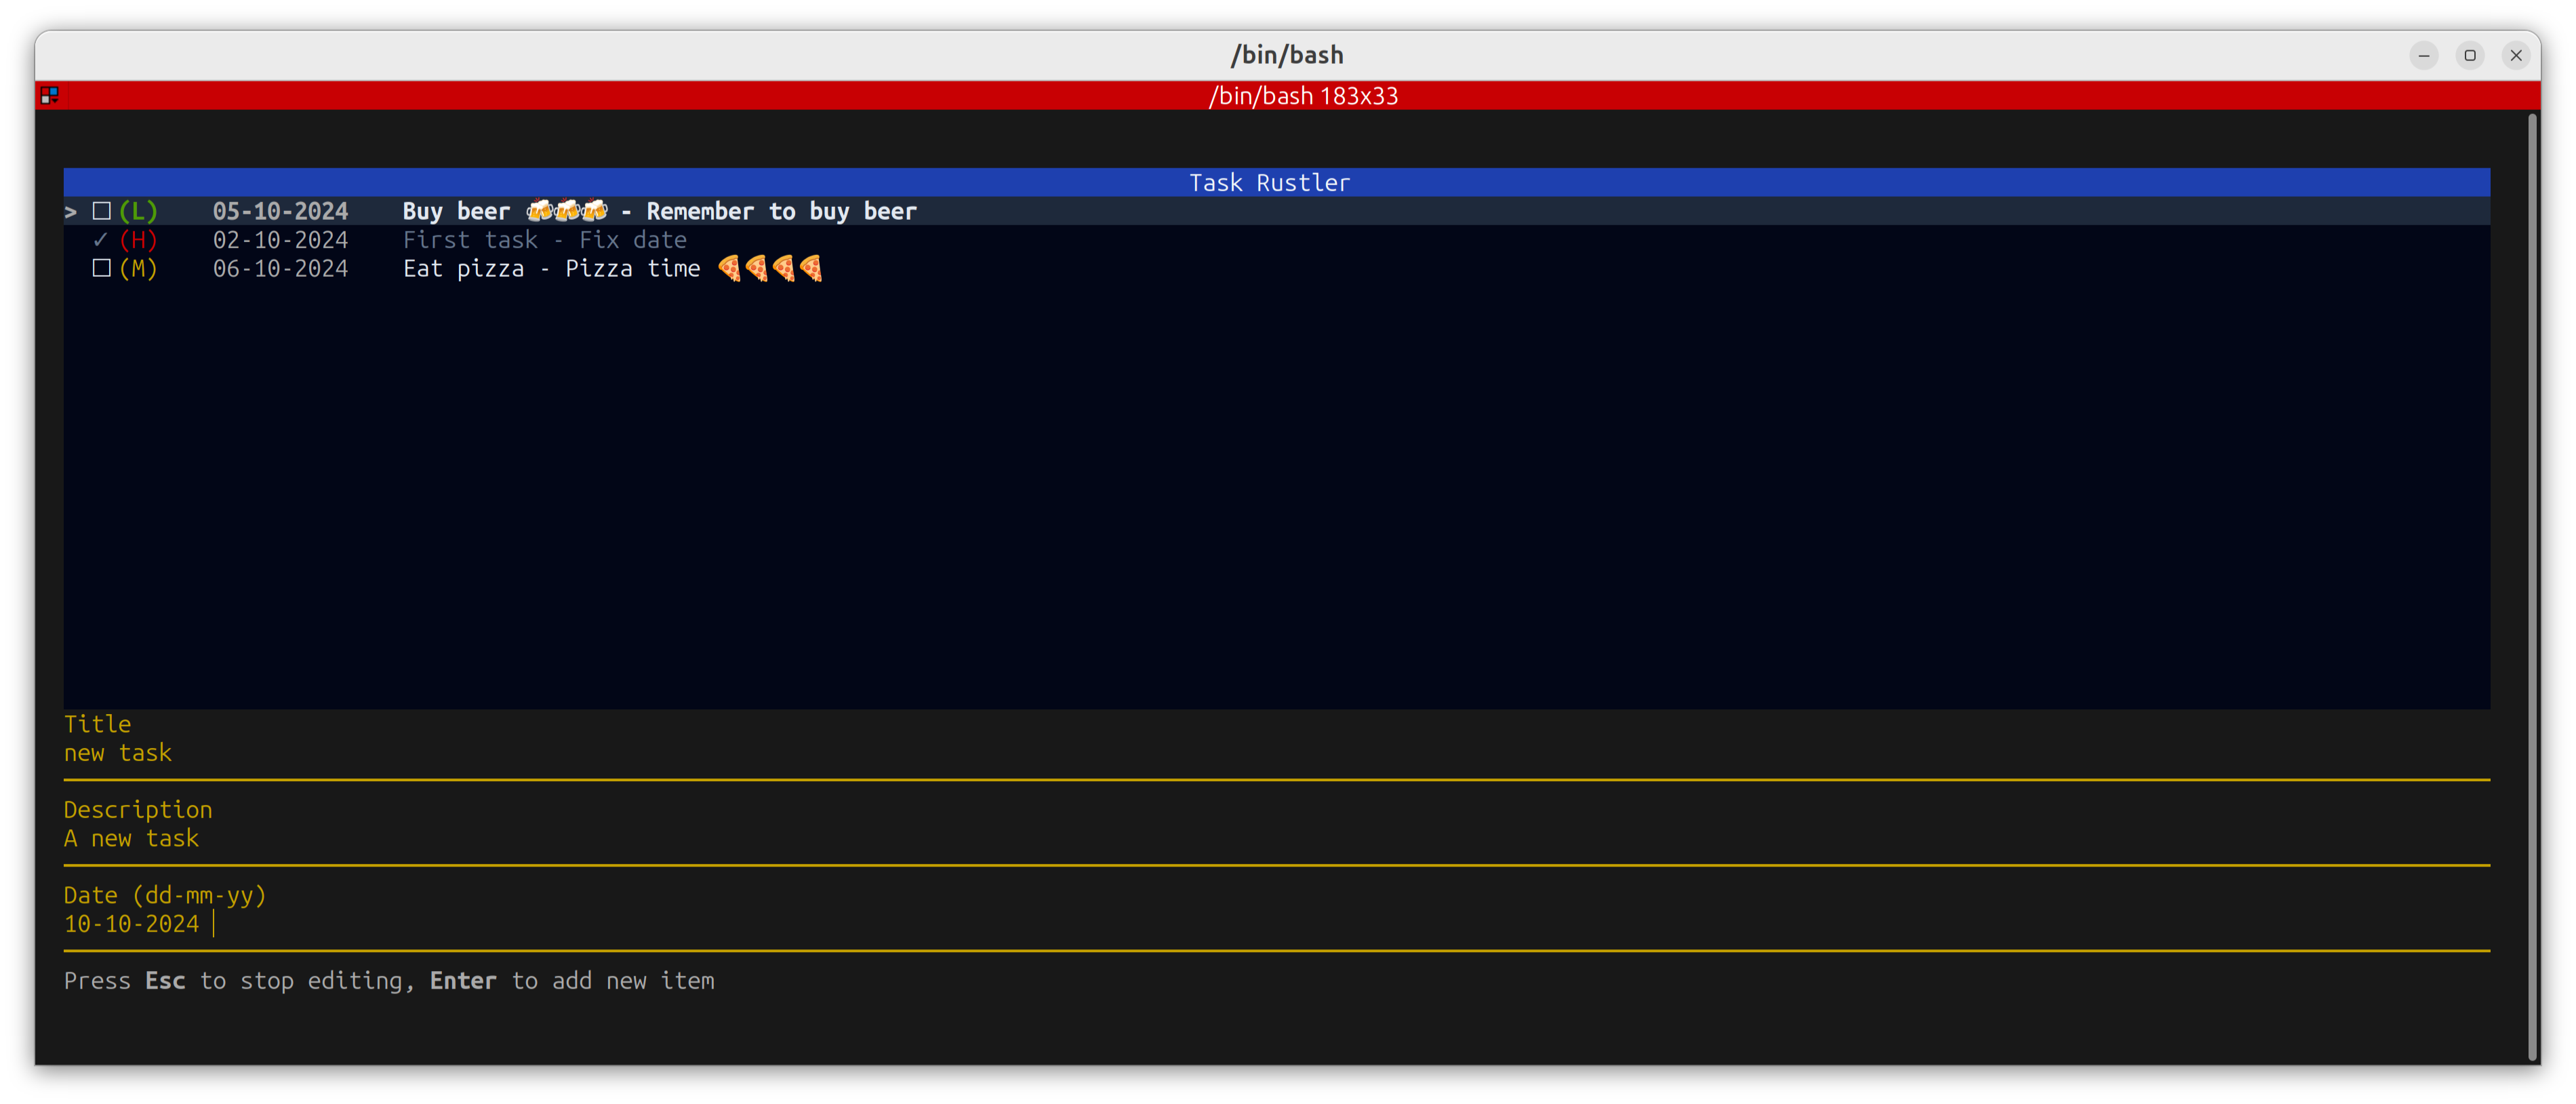 /bin/bash
/bin/bash 183x33
Task Rustler
> ☐ (L) 05-10-2024 Buy beer 🍻🍻🍻 - Remember to buy beer
✓ (H) 02-10-2024 First task - Fix date
☐ (M) 06-10-2024 Eat pizza - Pizza time 🍕🍕🍕🍕
Title
new task
Description
A new task
Date (dd-mm-yy)
10-10-2024
Press Esc to stop editing, Enter to add new item